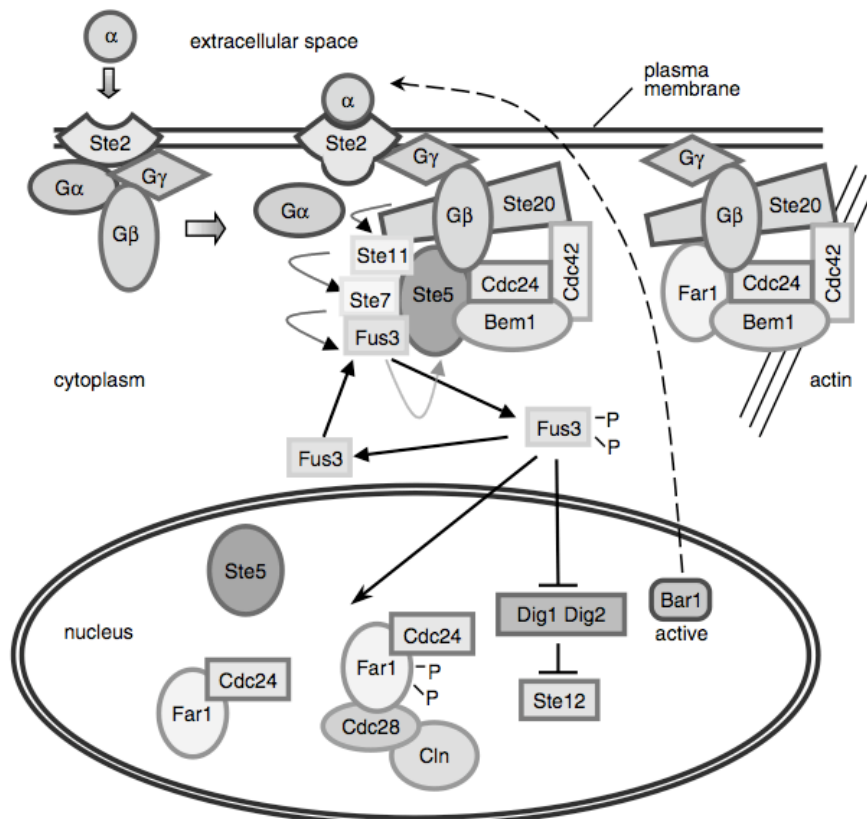 α
extracellular space
plasma
membrane
α
Ste2
Ste2
Gγ
Gγ
Gγ
Gα
Gα
Gβ
Gβ
Ste20
Gβ
Ste20
Ste11
Ste7
Ste5
Cdc24
Cdc42
Fus3
Bem1
Far1
Cdc24
Cdc42
Bem1
cytoplasm
actin
Fus3
Fus3
P
P
Ste5
nucleus
Far1
Cdc24
Far1
Cdc24
P
P
Cdc28
Cln
Dig1 Dig2
Ste12
Bar1
active